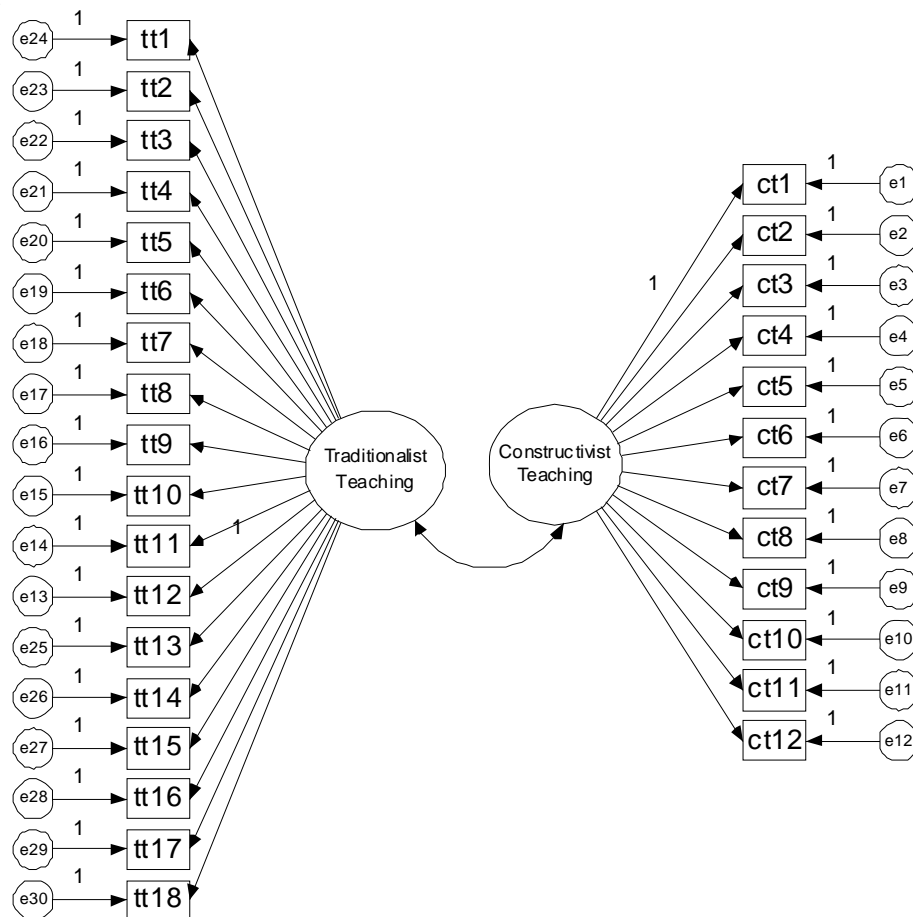 1
e24 tt1
1
e23 tt2
1
e22 tt3
1
e21 tt4
1
e20 tt5
1
e19 tt6
1
e18 tt7
1
e17 tt8
1
e16 tt9
1
e15 tt10
1
e14 tt11
1
e13 tt12
1
e25 tt13
1
e26 tt14
1
e27 tt15
1
e28 tt16
1
e29 tt17
1
e30 tt18
Traditionalist
Teaching
1
Constructivist
Teaching
1
1
ct1 e1
1
ct2 e2
1
ct3 e3
1
ct4 e4
1
ct5 e5
1
ct6 e6
1
ct7 e7
1
ct8 e8
1
ct9 e9
1
ct10 e10
1
ct11 e11
1
ct12 e12